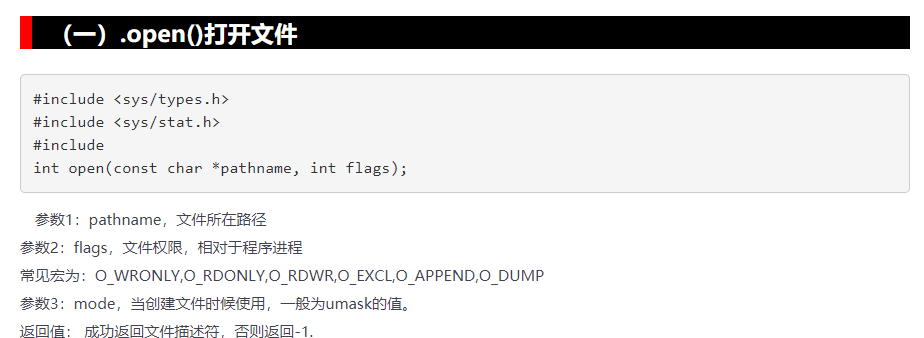 （一）.open()打开文件
#include <sys/types.h>
#include <sys/stat.h>
#include
int open(const char *pathname, int flags);
参数1：pathname，文件所在路径
参数2：flags，文件权限，相对于程序进程
常见宏为：O_WRONLY,O_RDONLY,O_RDWR,O_EXCL,O_APPEND,O_DUMP
参数3：mode，当创建文件时候使用，一般为umask的值。
返回值： 成功返回文件描述符，否则返回-1.